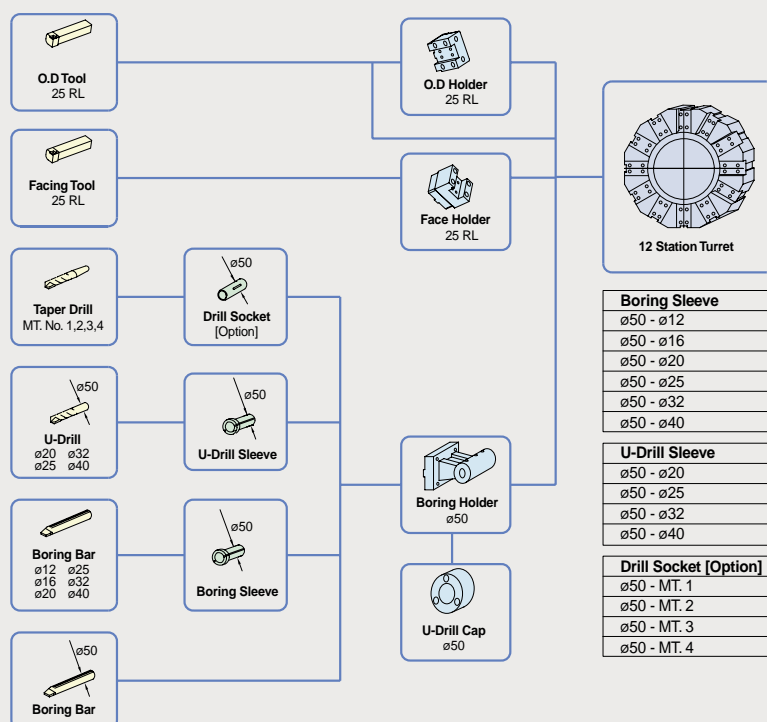 O.D Tool
25 RL
O.D Holder
25 RL
Facing Tool
25 RL
Face Holder
25 RL
12 Station Turret
Taper Drill
MT. No. 1,2,3,4
ø50
Drill Socket
[Option]
ø50
U-Drill
ø20 ø32
ø25 ø40
ø50
U-Drill Sleeve
Boring Bar
ø12 ø25
ø16 ø32
ø20 ø40
ø50
Boring Sleeve
Boring Holder
ø50
U-Drill Cap
ø50
ø50
Boring Bar
Boring Sleeve
ø50 - ø12
ø50 - ø16
ø50 - ø20
ø50 - ø25
ø50 - ø32
ø50 - ø40
U-Drill Sleeve
ø50 - ø20
ø50 - ø25
ø50 - ø32
ø50 - ø40
Drill Socket [Option]
ø50 - MT. 1
ø50 - MT. 2
ø50 - MT. 3
ø50 - MT. 4